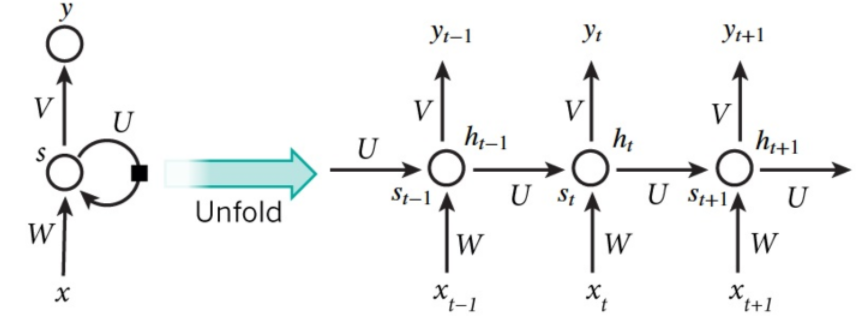 y
V
U
s
W
x
Unfold
y_{t-1} y_t y_{t+1}
V V V
U h_{t-1} h_t h_{t+1}
s_{t-1} U s_t U s_{t+1} U
W W W
x_{t-1} x_t x_{t+1}